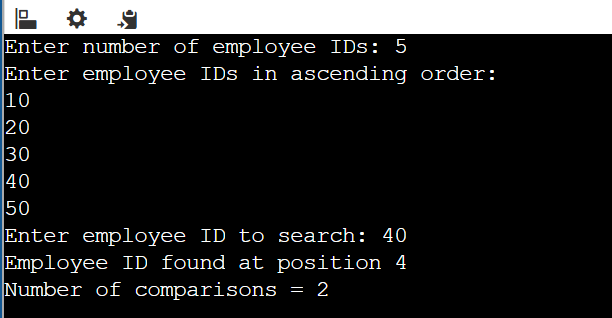 Enter number of employee IDs: 5
Enter employee IDs in ascending order:
10
20
30
40
50
Enter employee ID to search: 40
Employee ID found at position 4
Number of comparisons = 2